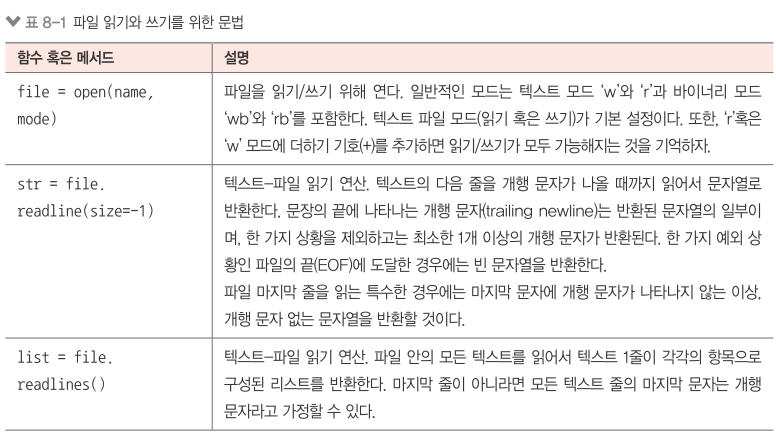 표 8-1 파일 읽기와 쓰기를 위한 문법
함수 혹은 메서드 설명
file = open(name, 파일을 읽기/쓰기 위해 연다. 일반적인 모드는 텍스트 모드 ‘w’와 ‘r’과 바이너리 모드
mode) ‘wb’와 ‘rb’를 포함한다. 텍스트 파일 모드(읽기 혹은 쓰기)가 기본 설정이다. 또한, ‘r’혹은
‘w’ 모드에 더하기 기호(+)를 추가하면 읽기/쓰기가 모두 가능해지는 것을 기억하자.
str = file. 텍스트-파일 읽기 연산. 텍스트의 다음 줄을 개행 문자가 나올 때까지 읽어서 문자열로
readline(size=-1) 반환한다. 문장의 끝에 나타나는 개행 문자(trailing newline)는 반환된 문자열의 일부이
며, 한 가지 상황을 제외하고는 최소한 1개 이상의 개행 문자가 반환된다. 한 가지 예외 상
황인 파일의 끝(EOF)에 도달한 경우에는 빈 문자열을 반환한다.
파일 마지막 줄을 읽는 특수한 경우에는 마지막 문자에 개행 문자가 나타나지 않는 이상,
개행 문자 없는 문자열을 반환할 것이다.
list = file. 텍스트-파일 읽기 연산. 파일 안의 모든 텍스트를 읽어서 텍스트 1줄이 각각의 항목으로
readlines() 구성된 리스트를 반환한다. 마지막 줄이 아니라면 모든 텍스트 줄의 마지막 문자는 개행
문자라고 가정할 수 있다.